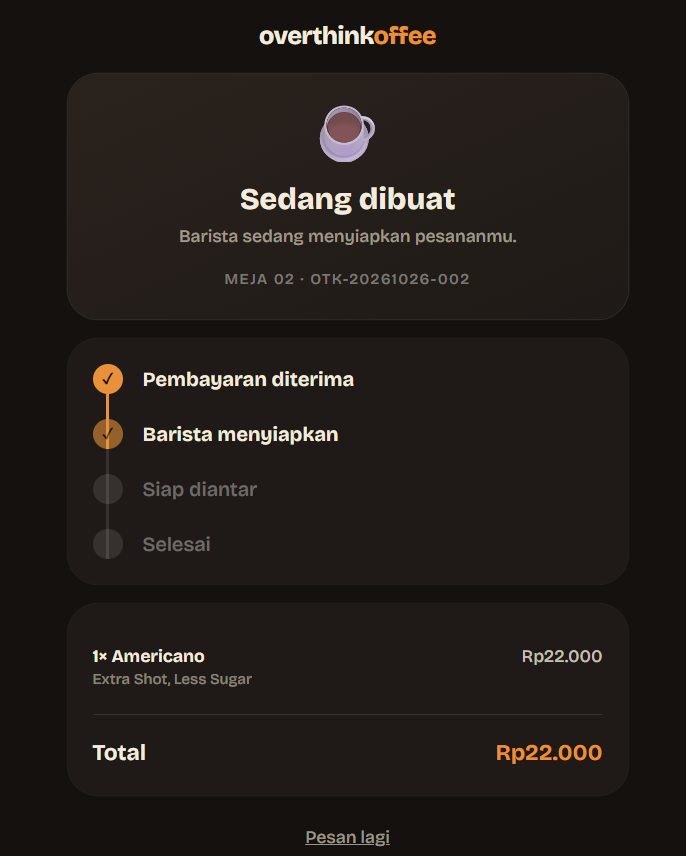 overthinkoffee
Sedang dibuat
Barista sedang menyiapkan pesananmu.
MEJA 02 · OTK-20261026-002
Pembayaran diterima
Barista menyiapkan
Siap diantar
Selesai
1× Americano Rp22.000
Extra Shot, Less Sugar
Total Rp22.000
Pesan lagi